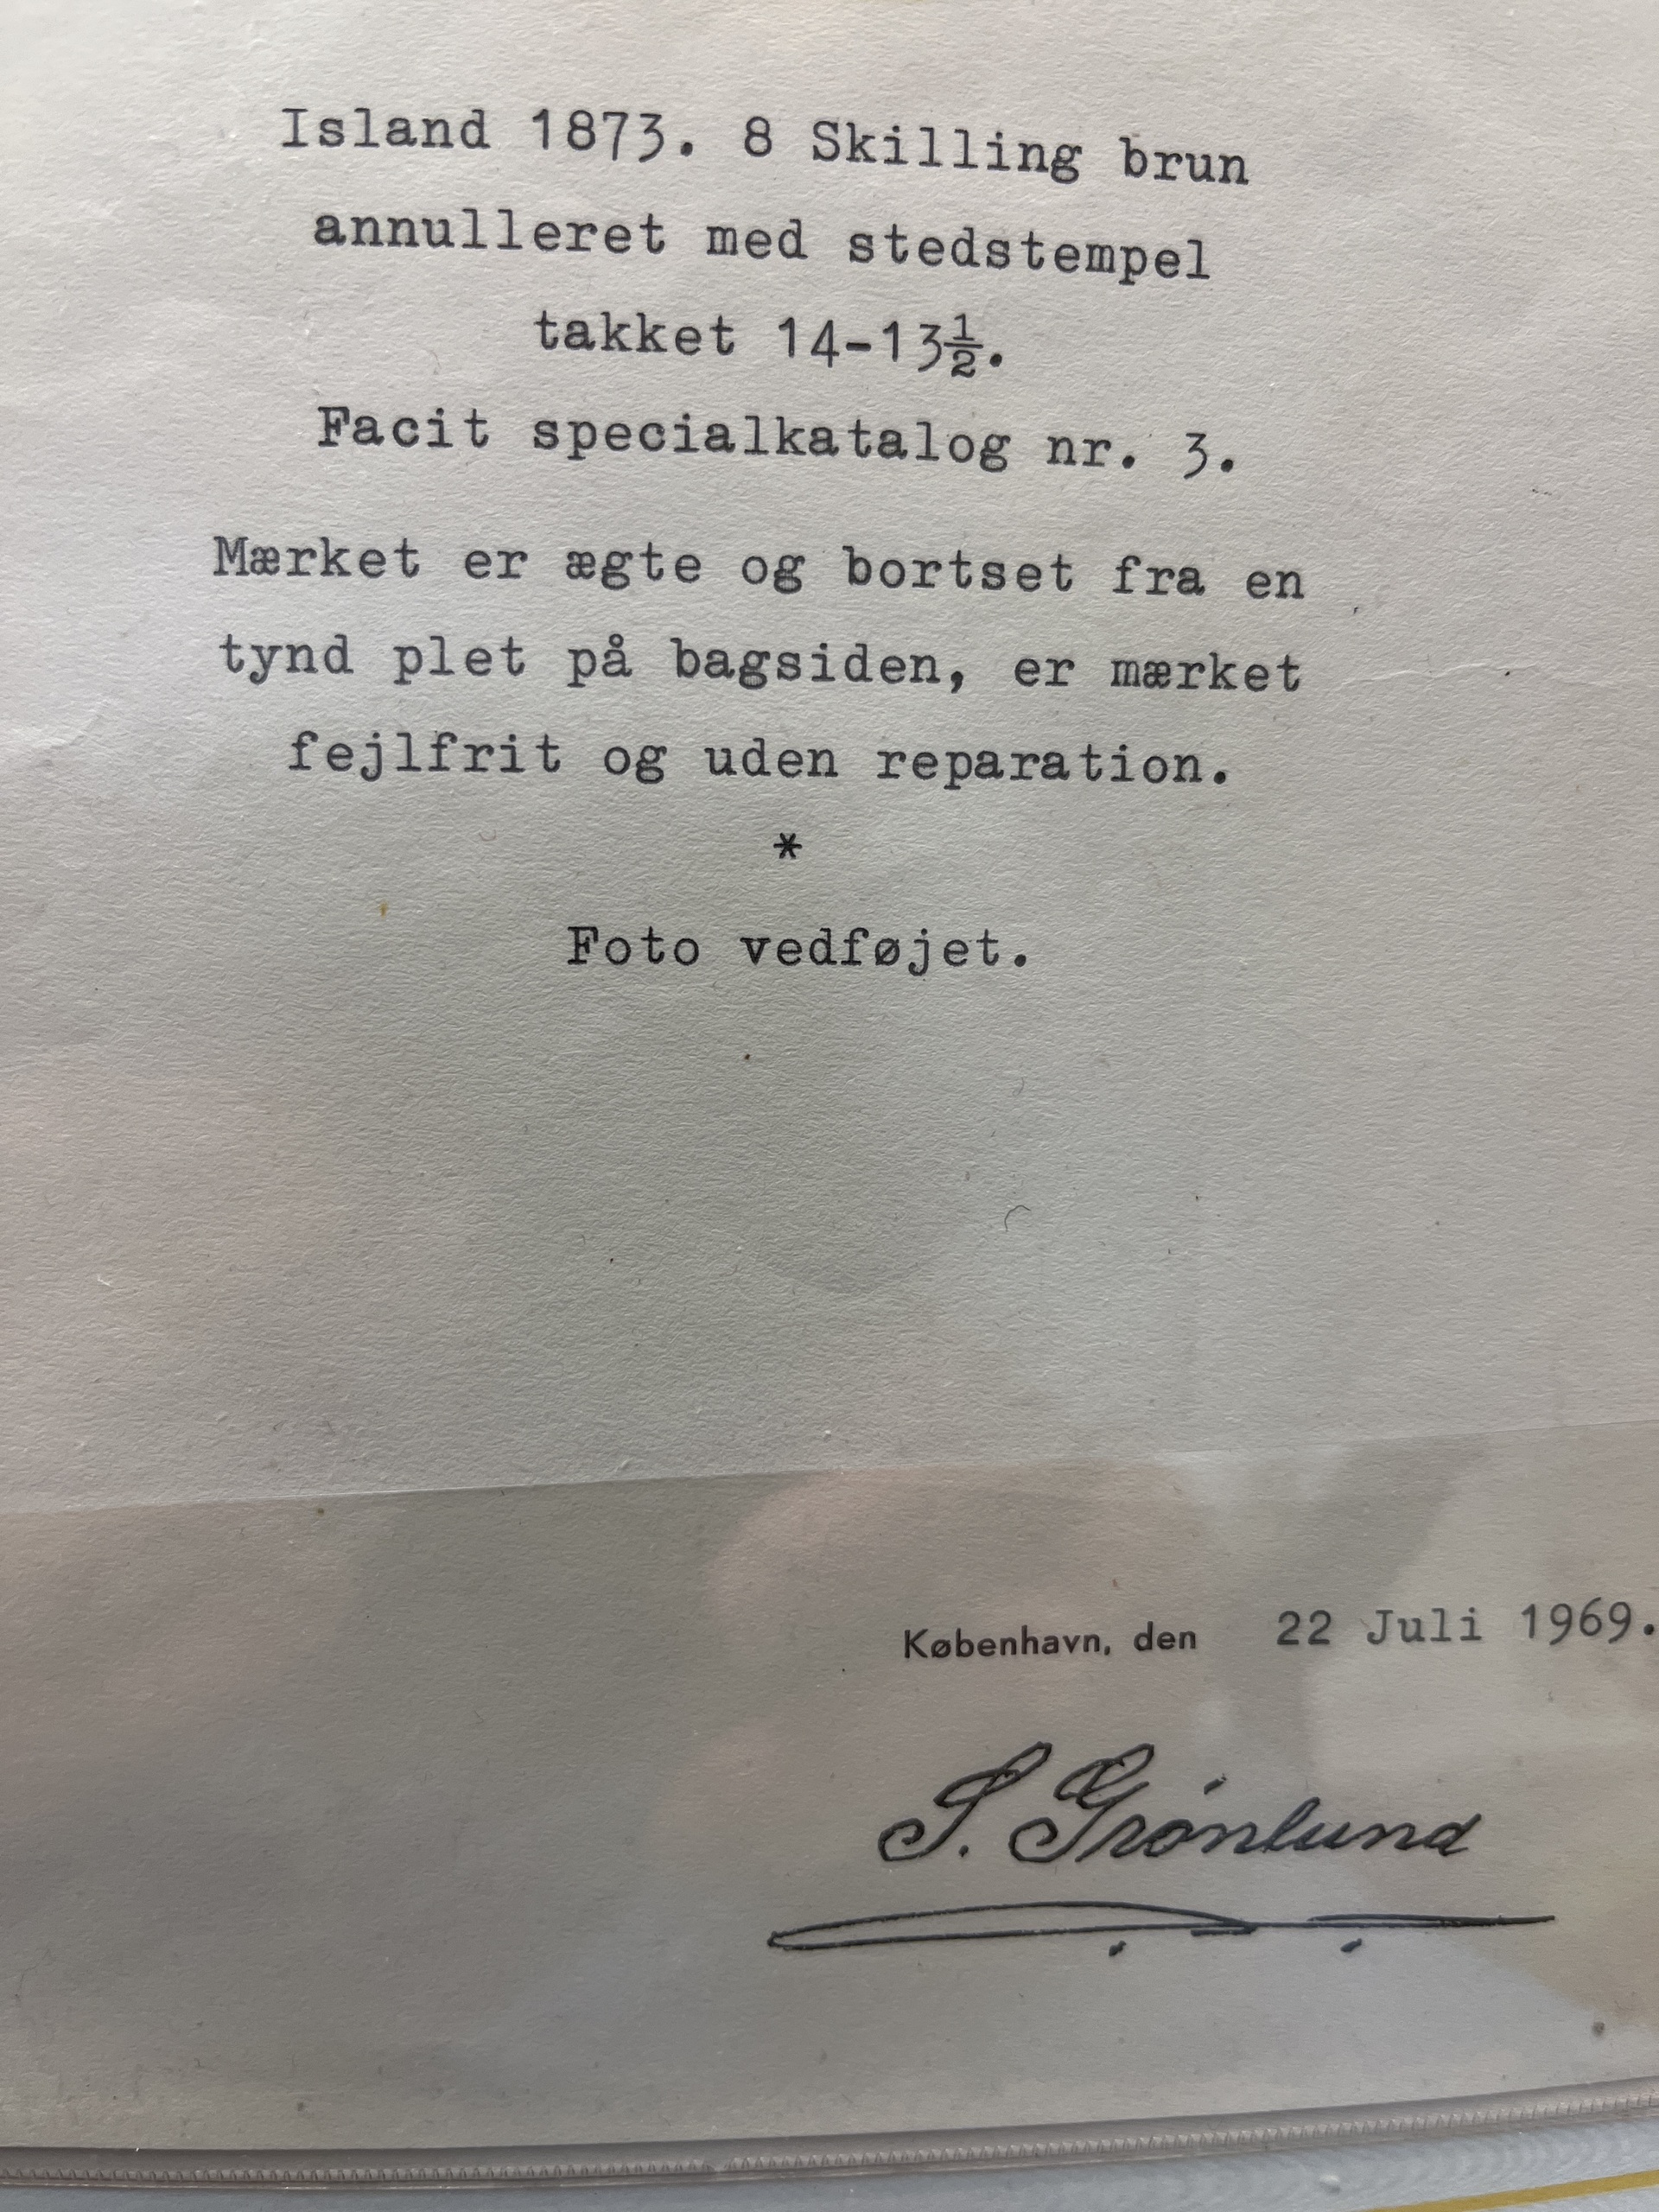 Island 1873. 8 Skilling brun
annulleret med stedstempel
takket 14-13½.
Facit specialkatalog nr. 3.
Mærket er ægte og bortset fra en
tynd plet på bagsiden, er mærket
fejlfrit og uden reparation.
*
Foto vedføjet.
København, den 22 Juli 1969.
S. Grønlund